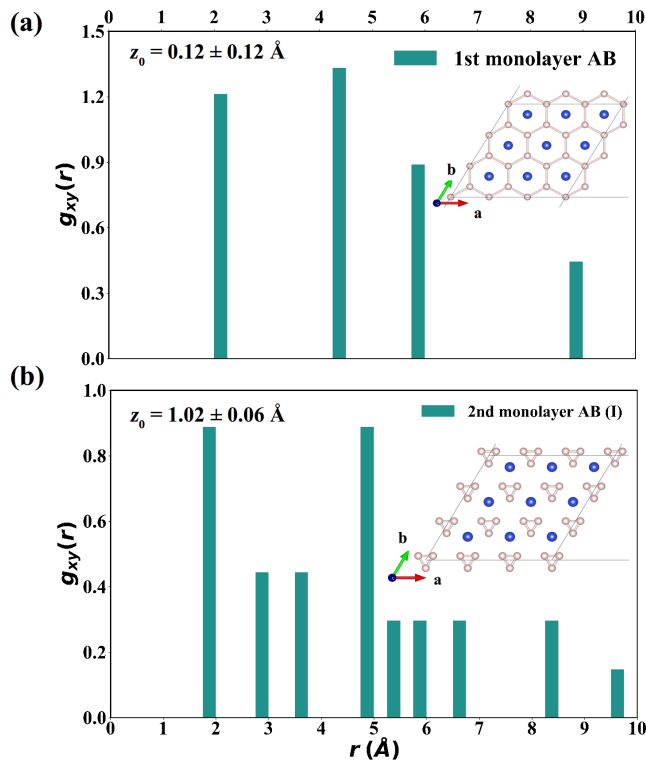 (a)
0 1 2 3 4 5 6 7 8 9 10
z0 = 0.12 ± 0.12 Å
1st monolayer AB
1.5
1.2
0.9
0.6
0.3
0.0
gxy(r)
b
a
(b)
z0 = 1.02 ± 0.06 Å
2nd monolayer AB (I)
1.0
0.8
0.6
0.4
0.2
0.0
gxy(r)
b
a
0 1 2 3 4 5 6 7 8 9 10
r (Å)